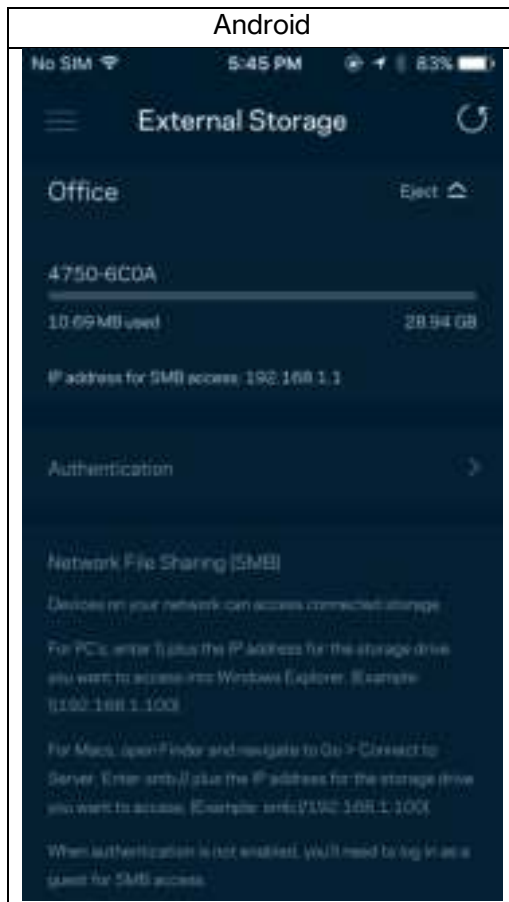 Android
No SIM 5:45 PM 83%
External Storage
Office Eject
4750-6C0A
10.69 MB used 28.94 GB
IP address for SMB access: 192.168.1.1
Authentication
Network File Sharing (SMB)
Devices on your network can access connected storage
For PC's, enter \\ plus the IP address for the storage drive
you want to access into Windows Explorer. (Example
\\192.168.1.100)
For Macs, open Finder and navigate to Go > Connect to
Server. Enter smb:// plus the IP address for the storage drive
you want to access. (Example: smb://192.168.1.100)
When authentication is not enabled, you'll need to log in as a
guest for SMB access.